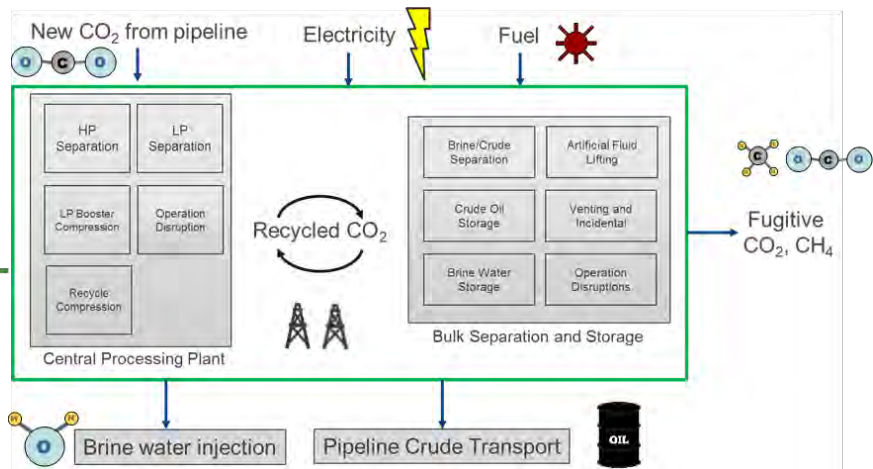 New CO₂ from pipeline
Electricity
Fuel
O C O
HP
Separation
LP
Separation
LP Booster
Compression
Operation
Disruption
Recycle
Compression
Central Processing Plant
Recycled CO₂
Brine/Crude
Separation
Artificial Fluid
Lifting
Crude Oil
Storage
Venting and
Incidental
Brine Water
Storage
Operation
Disruptions
Bulk Separation and Storage
C
O C O
Fugitive
CO₂, CH₄
H H
O
Brine water injection
Pipeline Crude Transport
OIL